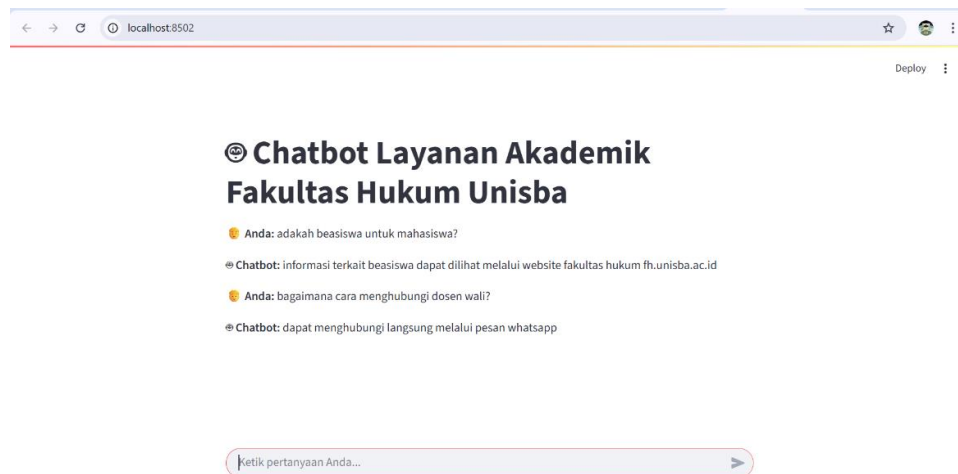 localhost:8502
Deploy
Chatbot Layanan Akademik
Fakultas Hukum Unisba
Anda: adakah beasiswa untuk mahasiswa?
Chatbot: informasi terkait beasiswa dapat dilihat melalui website fakultas hukum fh.unisba.ac.id
Anda: bagaimana cara menghubungi dosen wali?
Chatbot: dapat menghubungi langsung melalui pesan whatsapp
Ketik pertanyaan Anda...